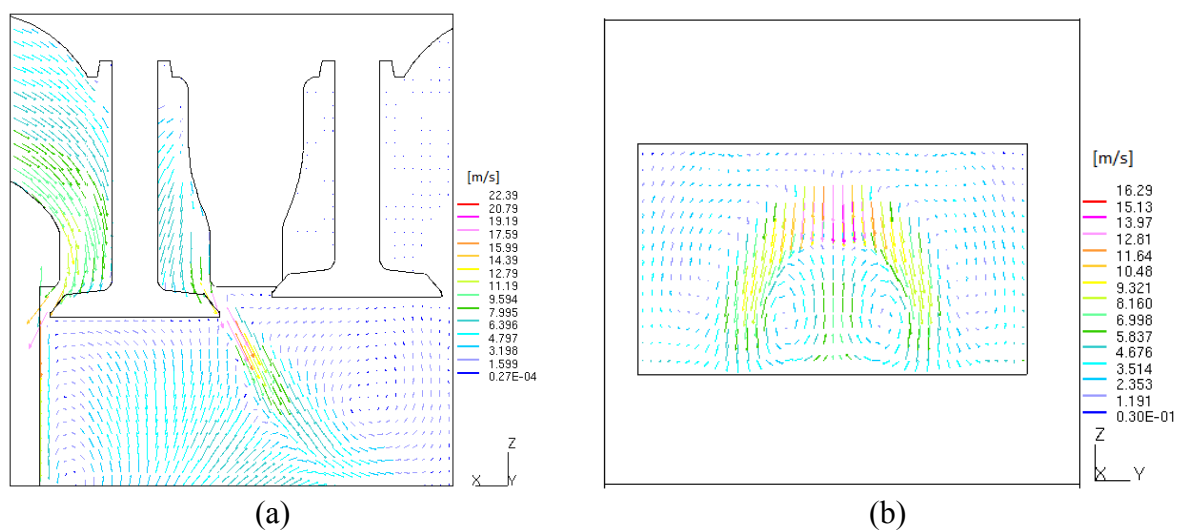 [m/s]
22.39
20.79
19.19
17.59
15.99
14.39
12.79
11.19
9.594
7.995
6.396
4.797
3.198
1.599
0.27E-04
Z
X Y
(a)
[m/s]
16.29
15.13
13.97
12.81
11.64
10.48
9.321
8.160
6.998
5.837
4.676
3.514
2.353
1.191
0.30E-01
Z
X Y
(b)